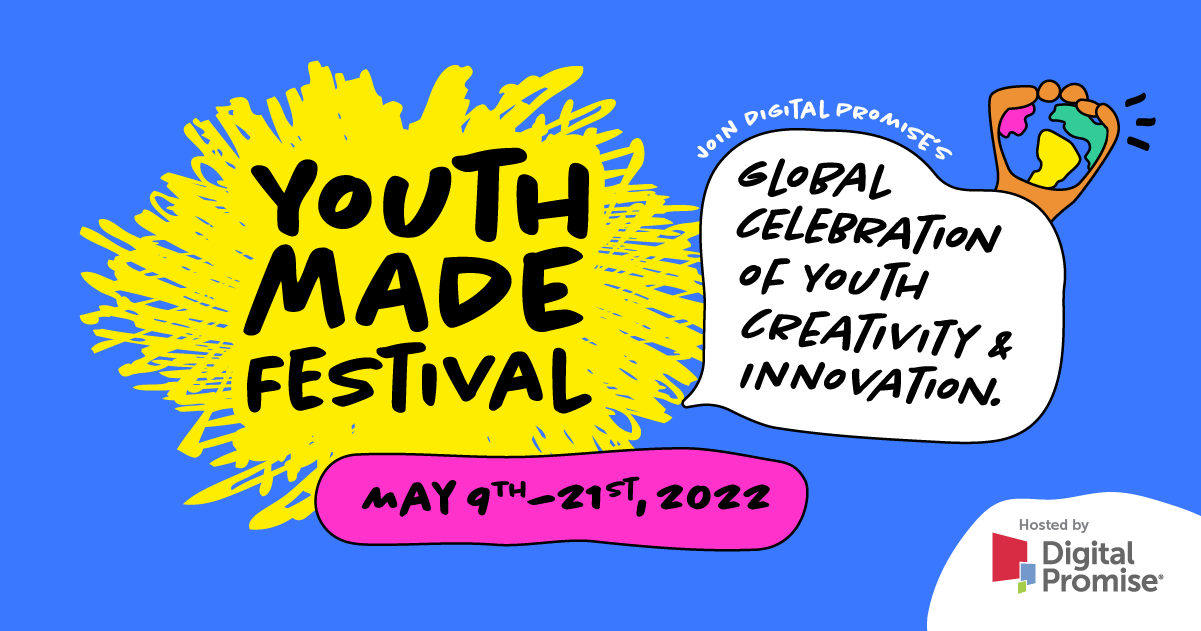 YOUTH
MADE
FESTIVAL
MAY 9TH–21ST, 2022
JOIN DIGITAL PROMISE'S
GLOBAL
CELEBRATION
OF YOUTH
CREATIVITY &
INNOVATION.
Hosted by
Digital
Promise®